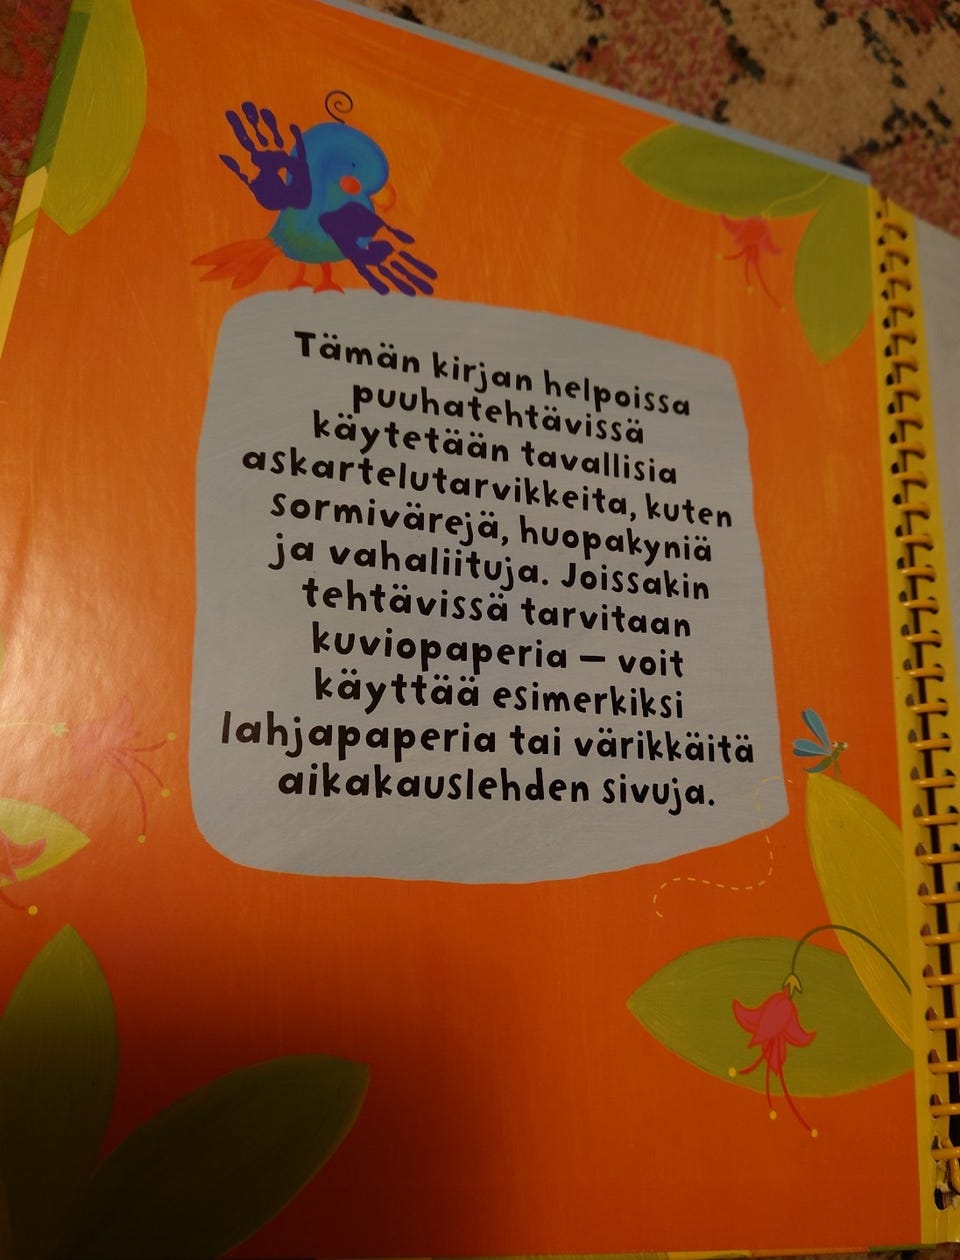 Tämän kirjan helpoissa
puuhatehtävissä
käytetään tavallisia
askartelutarvikkeita, kuten
sormivärejä, huopakyniä
ja vahaliituja. Joissakin
tehtävissä tarvitaan
kuviopaperia – voit
käyttää esimerkiksi
lahjapaperia tai värikkäitä
aikakauslehden sivuja.